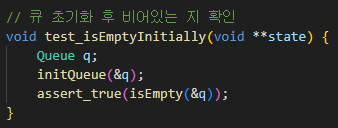 // 큐 초기화 후 비어있는 지 확인
void test_isEmptyInitially(void **state) {
    Queue q;
    initQueue(&q);
    assert_true(isEmpty(&q));
}